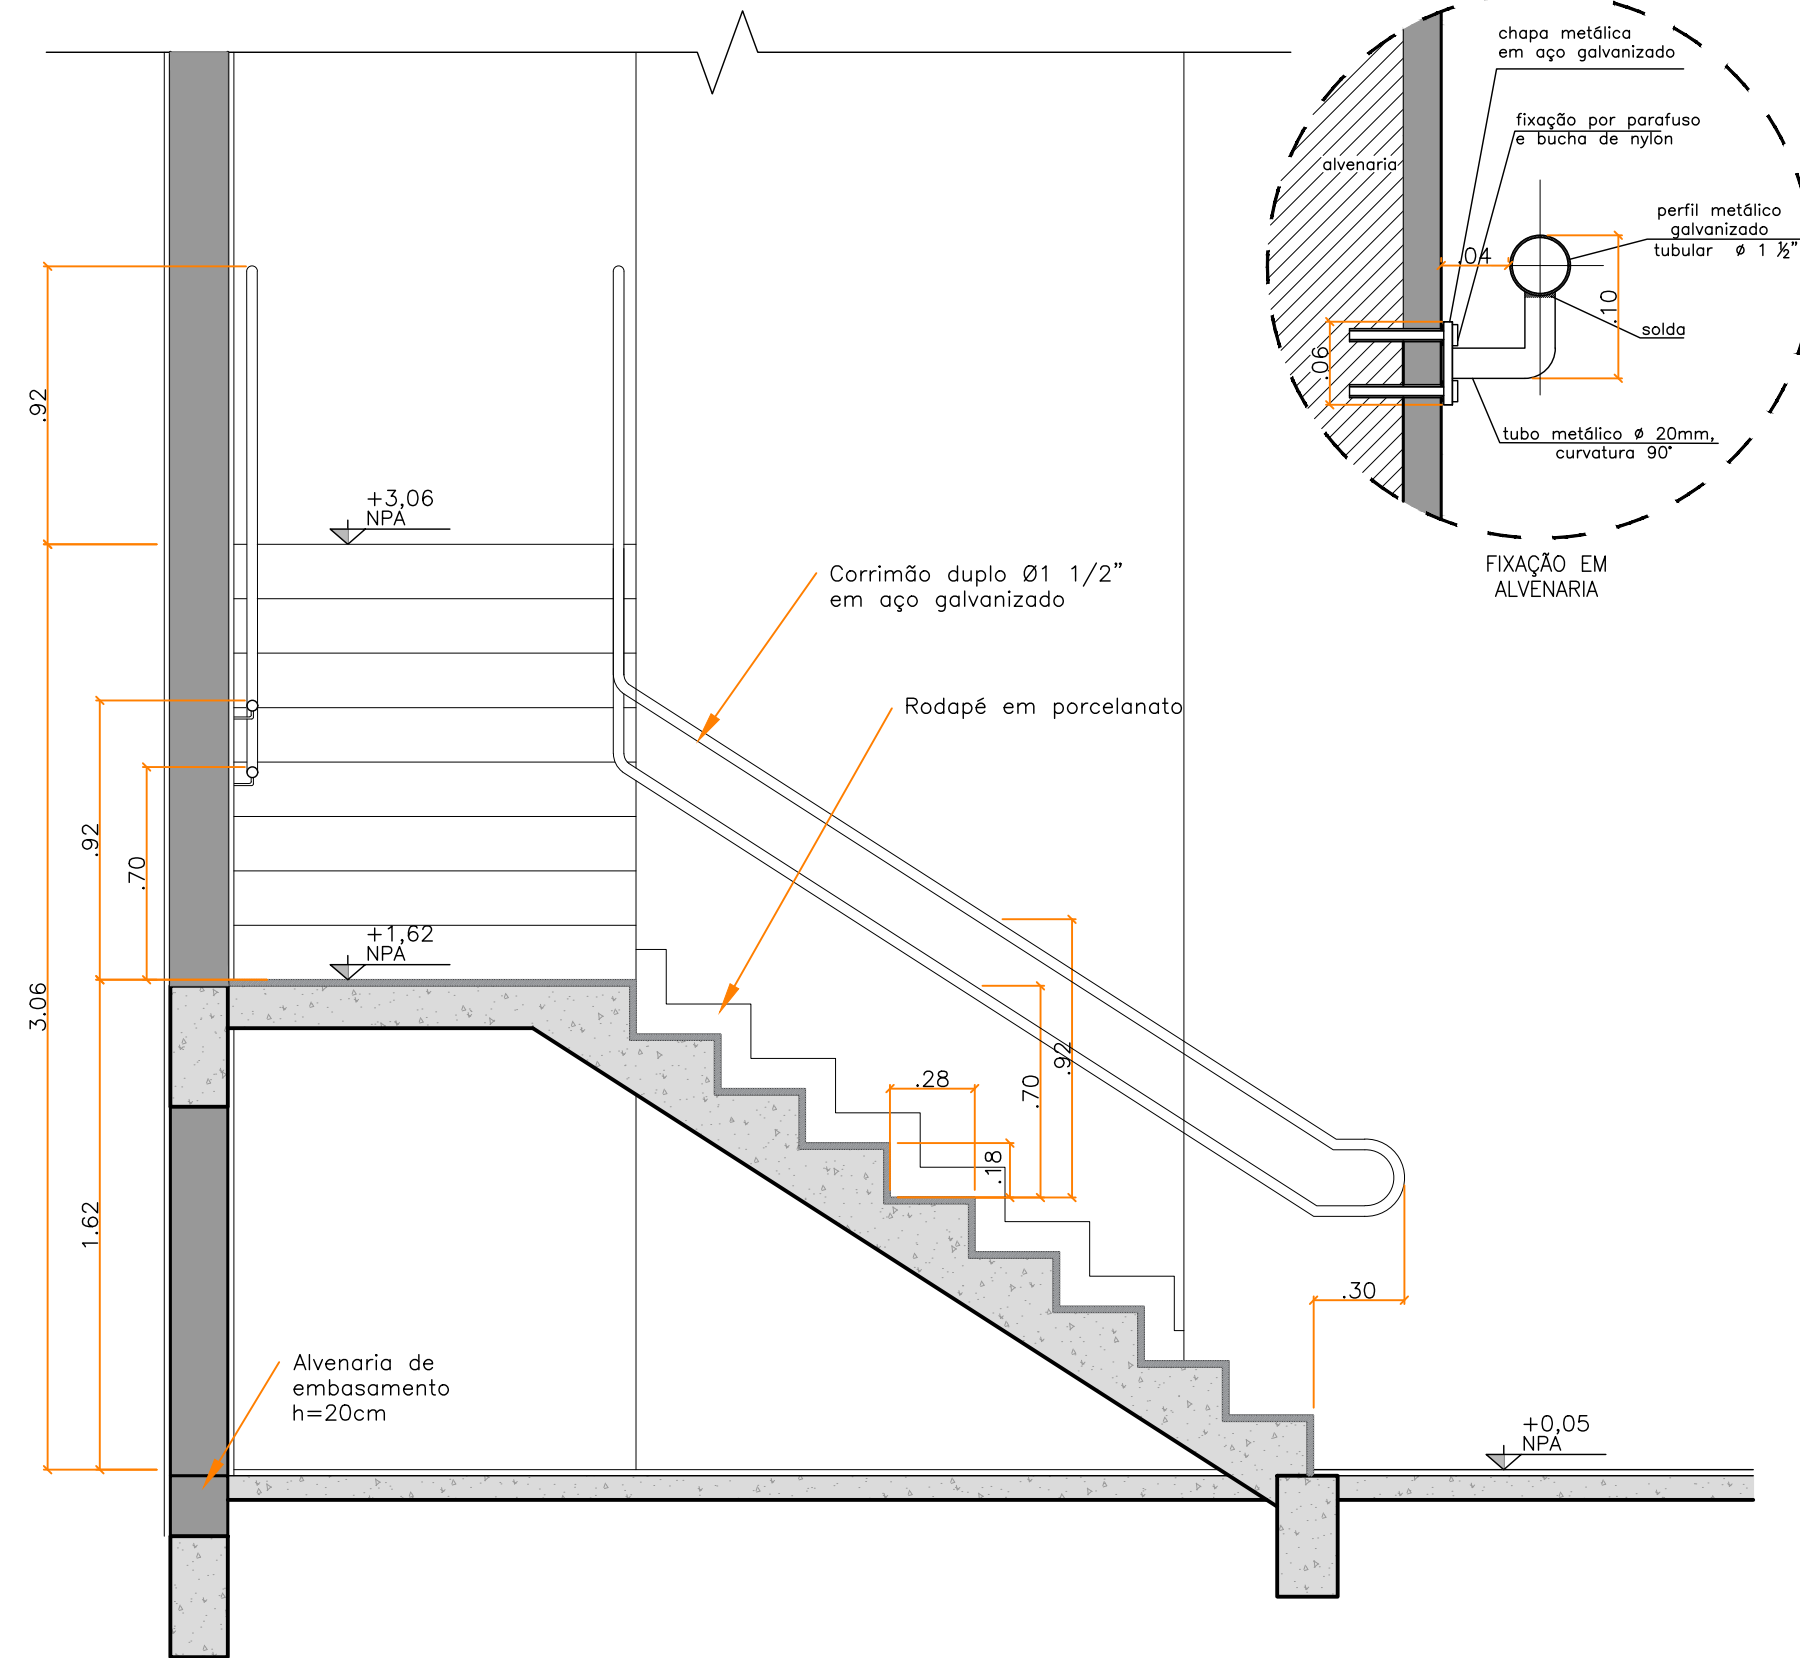 chapa metálica
em aço galvanizado
fixação por parafuso
e bucha de nylon
alvenaria
perfil metálico
galvanizado
tubular ø 1 ½"
.04
.10
solda
.06
tubo metálico ø 20mm,
curvatura 90°
FIXAÇÃO EM
ALVENARIA
.92
+3,06
NPA
Corrimão duplo Ø1 1/2”
em aço galvanizado
Rodapé em porcelanato
.92
.70
+1,62
NPA
3.06
.28
.70
.92
.18
1.62
.30
Alvenaria de
embasamento
h=20cm
+0,05
NPA